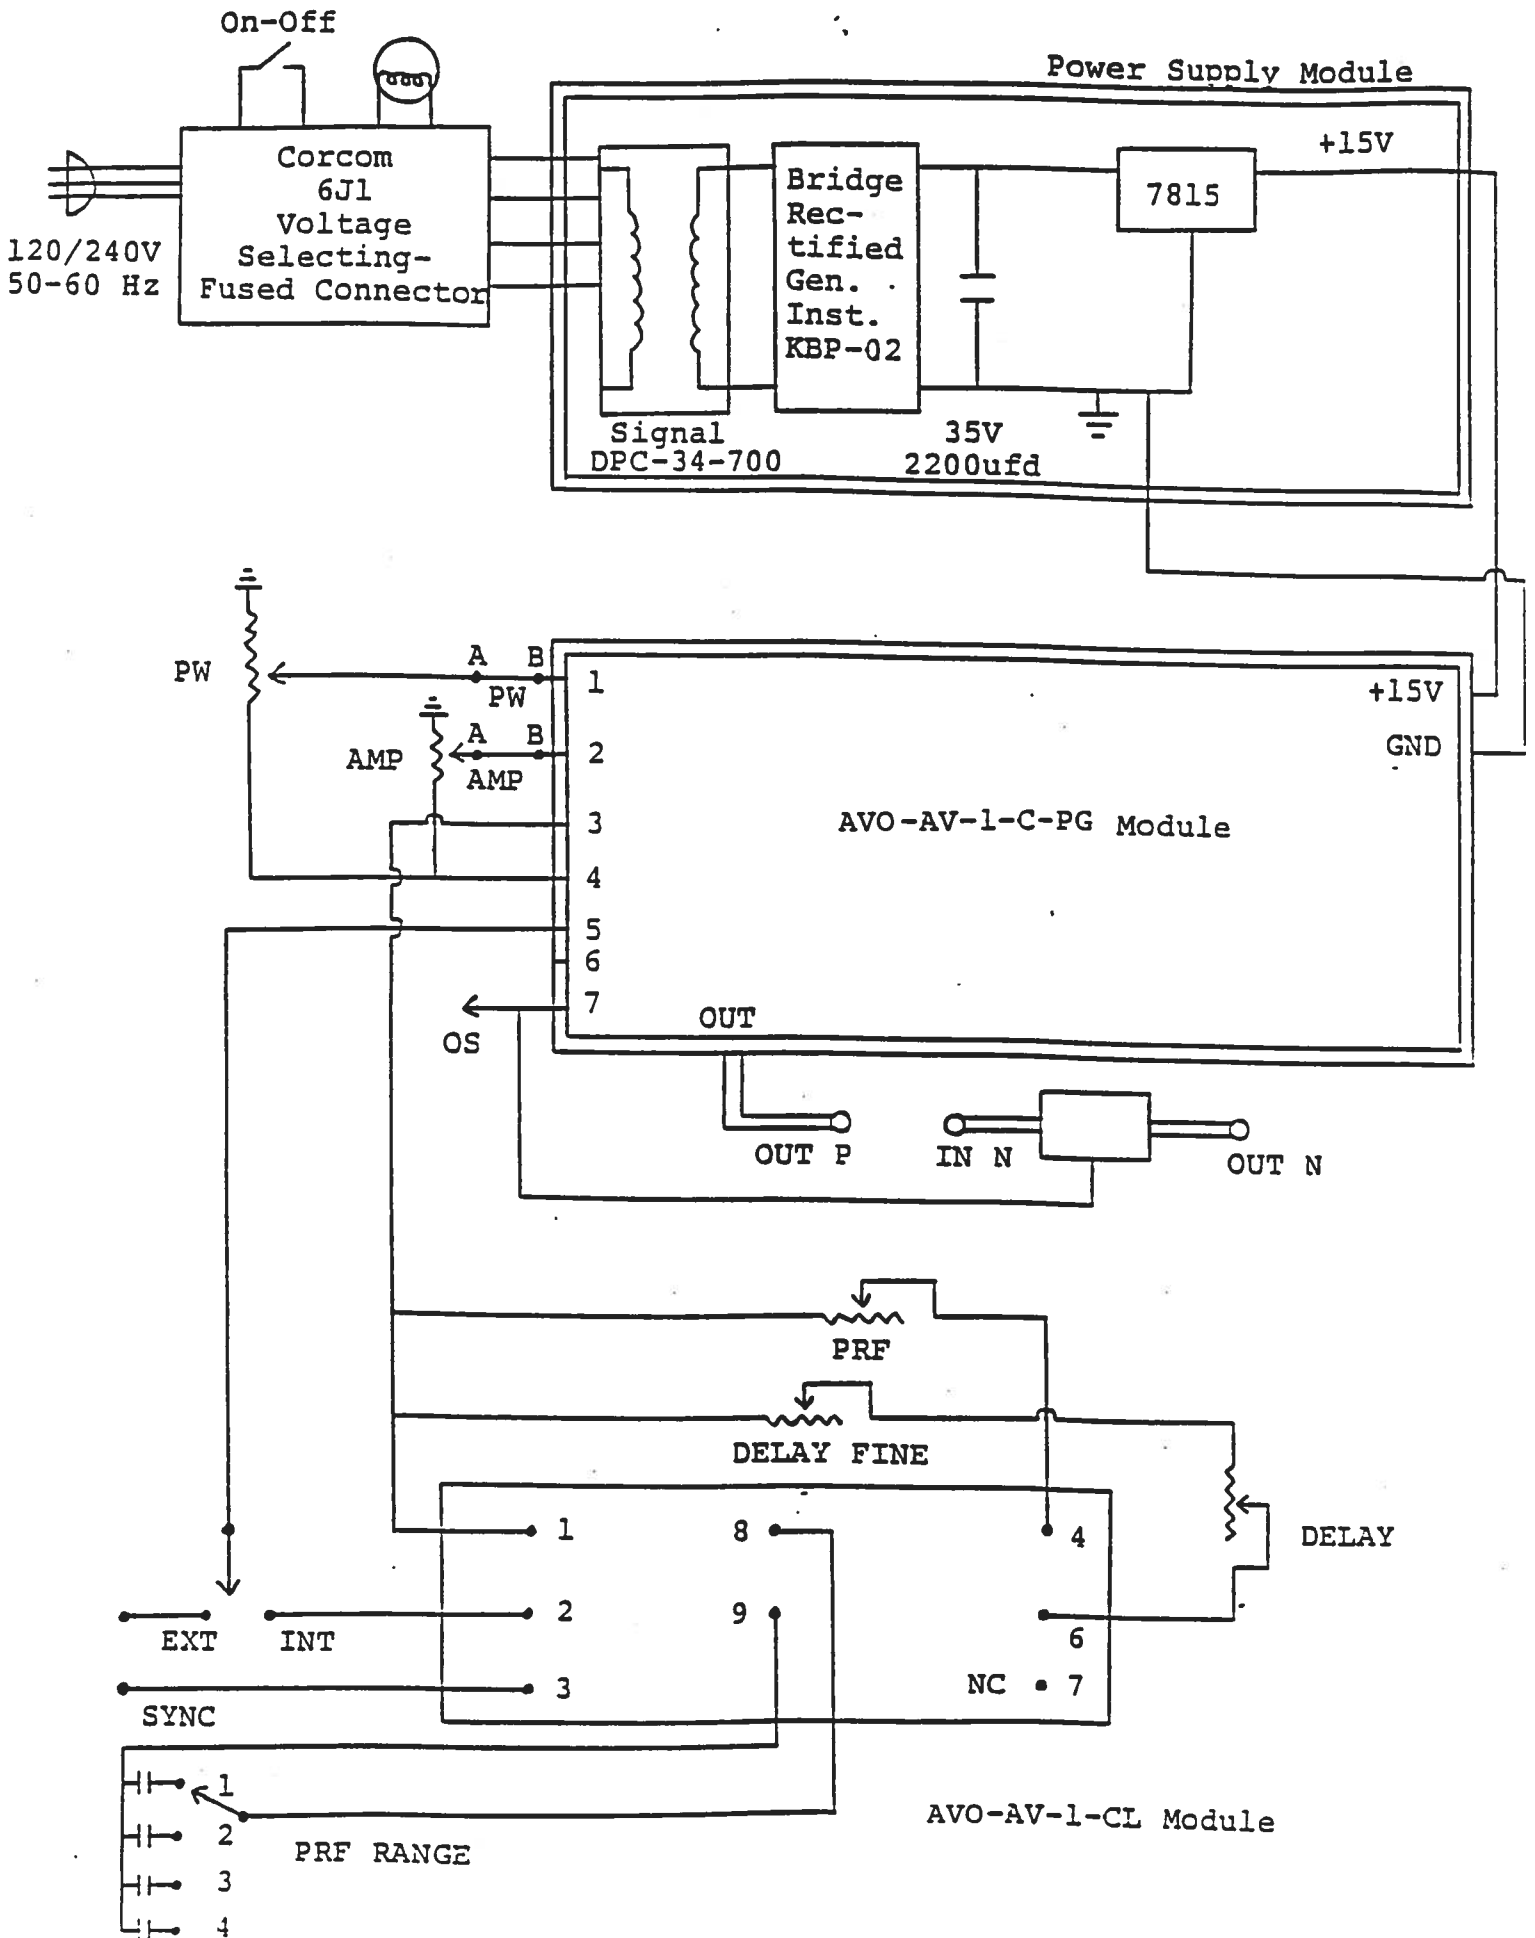 On-Off
Power Supply Module
Corcom
6J1
Voltage
Selecting-
Fused Connector
120/240V
50-60 Hz
Bridge
Rec-
tified
Gen.
Inst.
KBP-02
7815
+15V
Signal
DPC-34-700
35V
2200ufd
PW
A B
PW
1
+15V
AMP
A B
AMP
2
GND
3
AVO-AV-1-C-PG Module
4
5
6
7
OS
OUT
OUT P
IN N
OUT N
PRF
DELAY FINE
1
8
4
DELAY
2
9
6
EXT
INT
3
NC
7
SYNC
1
2
3
4
PRF RANGE
AVO-AV-1-CL Module